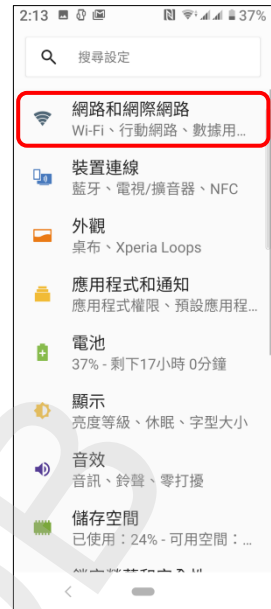 2:13 37%
搜尋設定
網路和網際網路
Wi-Fi、行動網路、數據用...
裝置連線
藍牙、電視/擴音器、NFC
外觀
桌布、Xperia Loops
應用程式和通知
應用程式權限、預設應用程...
電池
37% - 剩下17小時 0分鐘
顯示
亮度等級、休眠、字型大小
音效
音訊、鈴聲、零打擾
儲存空間
已使用：24% - 可用空間：...